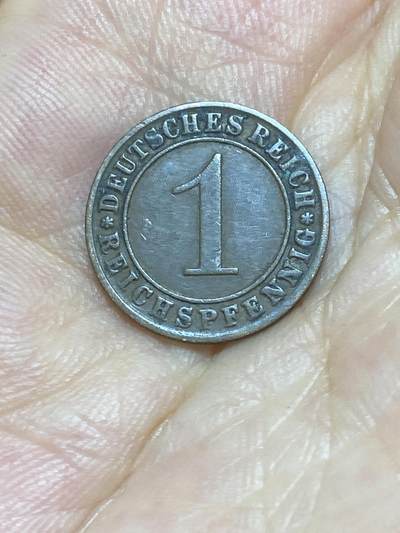 DEUTSCHES REICH
1
* REICHSPFENNIG *